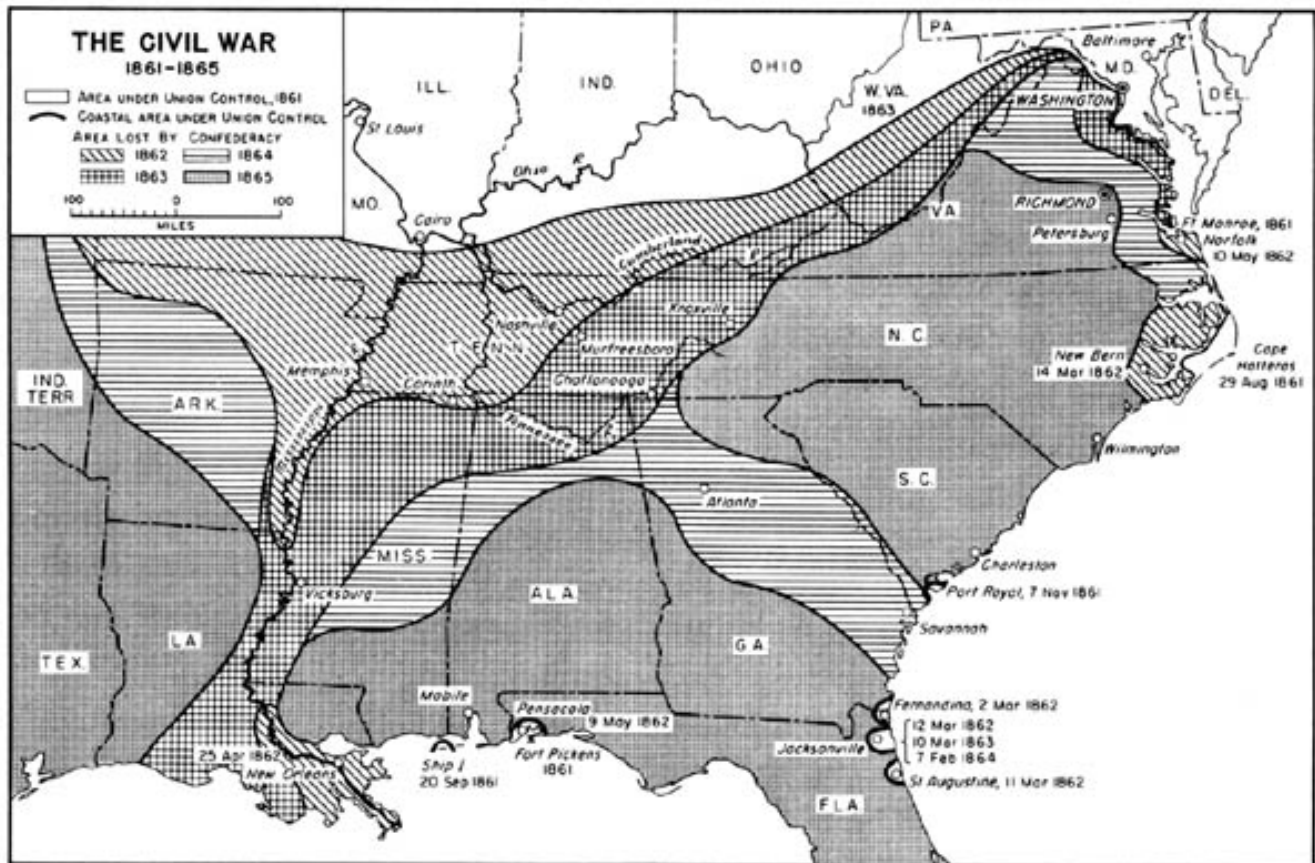 THE CIVIL WAR
1861-1865
AREA UNDER UNION CONTROL, 1861
COASTAL AREA UNDER UNION CONTROL
AREA LOST BY CONFEDERACY
1862 1864
1863 1865
100 0 100
MILES
PA.
Baltimore
MD.
DEL.
OHIO
IND.
ILL.
W. VA.
1863
WASHINGTON
St Louis
Ohio R
MO.
Cairo
VA.
RICHMOND
Petersburg
Ft Monroe, 1861
Norfolk
10 May 1862
Cumberland
R
Knoxville
Nashville
TENN.
Murfreesboro
N.C.
New Bern
14 Mar 1862
Cape
Hatteras
29 Aug 1861
Memphis
Corinth
Chattanooga
Tennessee
R
IND.
TERR
ARK.
Mississippi
R
Wilmington
S.C.
Atlanta
MISS
Charleston
Port Royal, 7 Nov 1861
Vicksburg
ALA.
Savannah
LA.
GA.
TEX.
Mobile
Pensacola
9 May 1862
Fernandina, 2 Mar 1862
12 Mar 1862
Jacksonville 10 Mar 1863
7 Feb 1864
25 Apr 1862
New Orleans
Ship I
20 Sep 1861
Fort Pickens
1861
St Augustine, 11 Mar 1862
FLA.